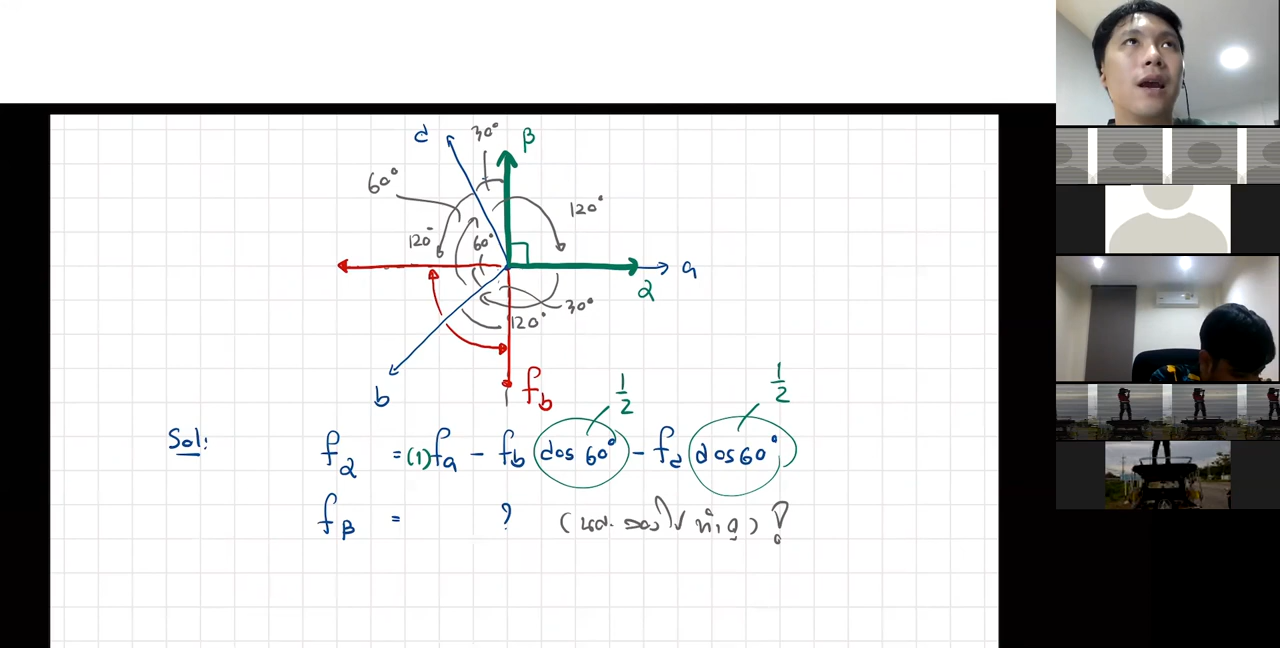 c 30° β
60° 120°
120° 60°
a
α
30°
120°
b f_b 1/2 1/2
Sol: f_α = (1)f_a - f_b cos 60° - f_c cos 60°
f_β = ?